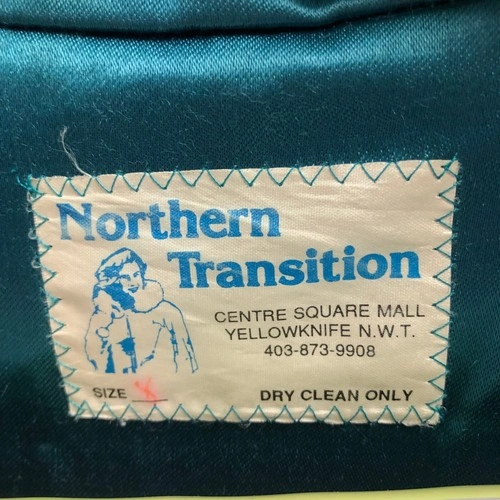 Northern
Transition
CENTRE SQUARE MALL
YELLOWKNIFE N.W.T.
403-873-9908
SIZE
DRY CLEAN ONLY